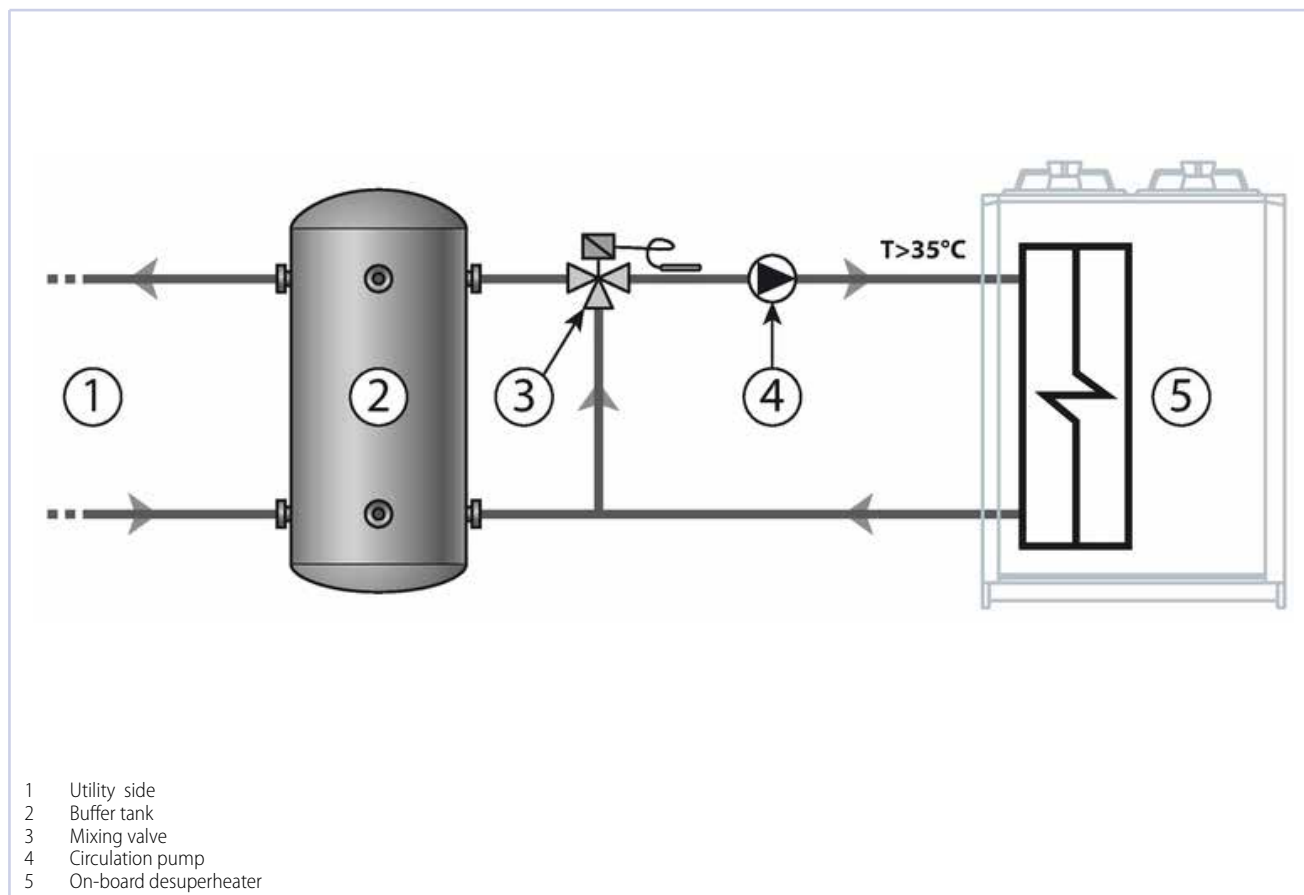 T>35°C
1
2
3
4
5
1 Utility side
2 Buffer tank
3 Mixing valve
4 Circulation pump
5 On-board desuperheater